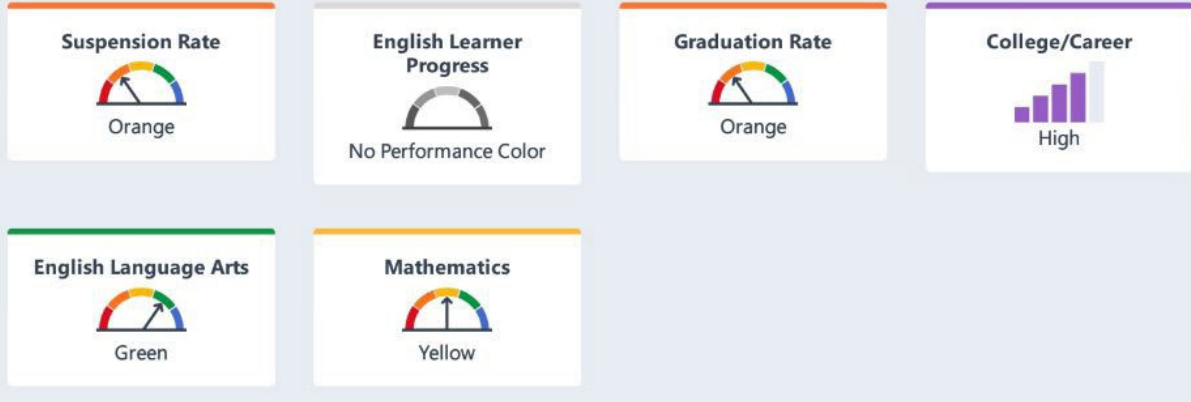 Suspension Rate
Orange
English Learner
Progress
No Performance Color
Graduation Rate
Orange
College/Career
High
English Language Arts
Green
Mathematics
Yellow